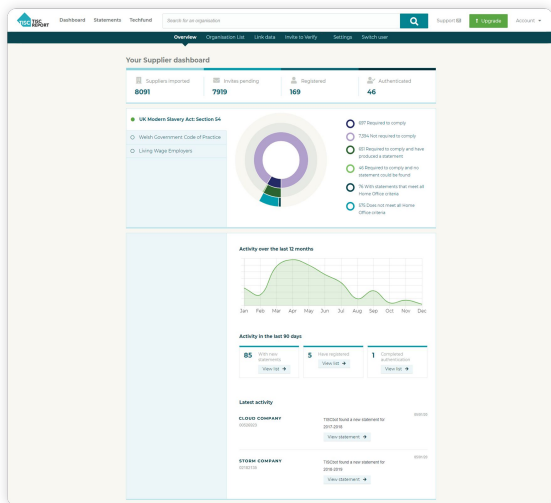 TISC TISC REPORT
Dashboard Statements Techfund Search for an organisation Support Upgrade Account
Overview Organisation List Link data Invite to Verify Settings Switch user
Your Supplier dashboard
Suppliers imported
8091
Invites pending
7919
Registered
169
Authenticated
46
UK Modern Slavery Act: Section 54
Welsh Government Code of Practice
Living Wage Employers
697 Required to comply
7,394 Not required to comply
651 Required to comply and have
produced a statement
46 Required to comply and no
statement could be found
76 With statements that meet all
Home Office criteria
575 Does not meet all Home
Office criteria
Activity over the last 12 months
Jan Feb Mar Apr May Jun Jul Aug Sep Oct Nov Dec
Activity in the last 90 days
85 With new
statements
View list →
5 Have registered
View list →
1 Completed
authentication
View list →
Latest activity
CLOUD COMPANY
TISCbot found a new statement for
2017-2018
View statement →
STORM COMPANY
TISCbot found a new statement for
2018-2019
View statement →